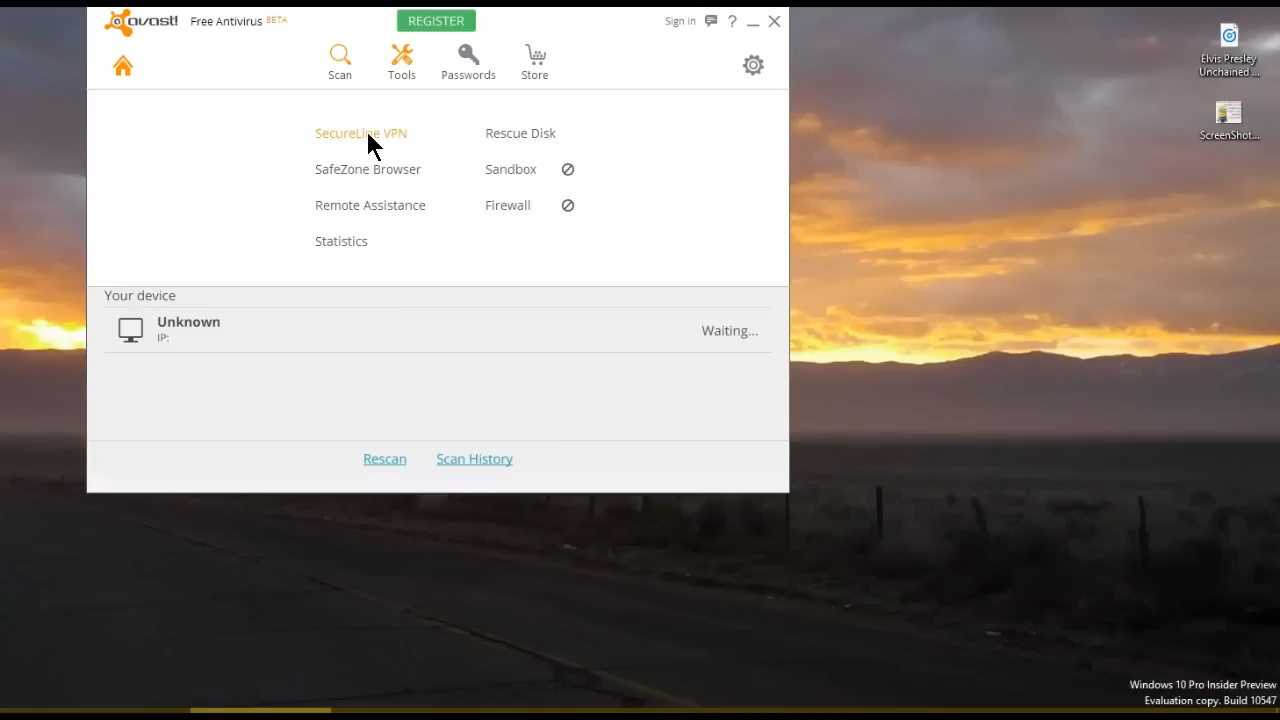 avast! Free Antivirus BETA REGISTER Sign in ?
Scan Tools Passwords Store
SecureLine VPN Rescue Disk
SafeZone Browser Sandbox
Remote Assistance Firewall
Statistics
Your device
Unknown
IP:
Waiting...
Rescan Scan History
Elvis Presley
Unchained ...
ScreenShot...
Windows 10 Pro Insider Preview
Evaluation copy. Build 10547